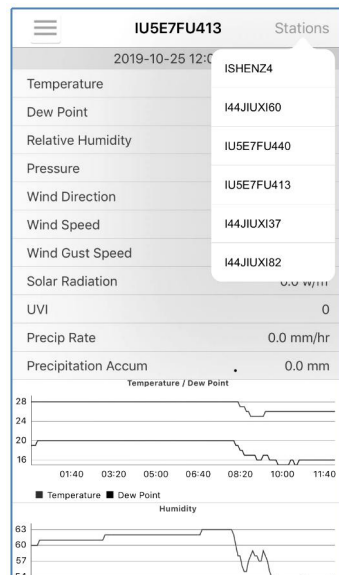 IU5E7FU413 Stations
2019-10-25 12:0
ISHENZ4
I44JIUXI60
IU5E7FU440
IU5E7FU413
I44JIUXI37
I44JIUXI82
Temperature
Dew Point
Relative Humidity
Pressure
Wind Direction
Wind Speed
Wind Gust Speed
Solar Radiation 0.0 w/m
UVI 0
Precip Rate 0.0 mm/hr
Precipitation Accum 0.0 mm
Temperature / Dew Point
28
24
20
16
01:40 03:20 05:00 06:40 08:20 10:00 11:40
Temperature Dew Point
Humidity
63
60
57
54